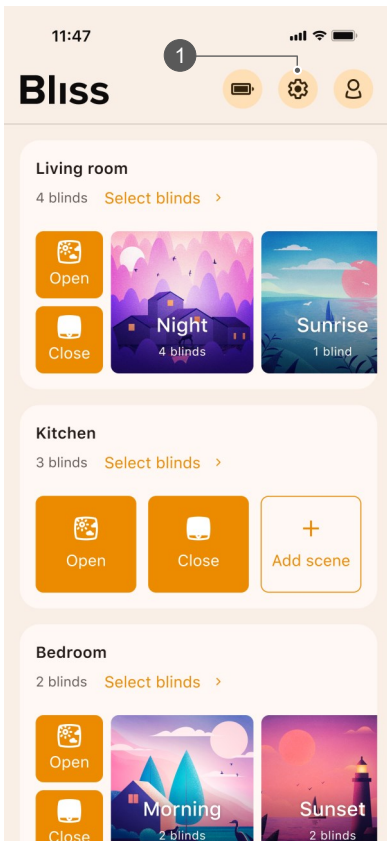 11:47
1
Bliss
Living room
4 blinds Select blinds >
Open
Close
Night
4 blinds
Sunrise
1 blind
Kitchen
3 blinds Select blinds >
Open
Close
+
Add scene
Bedroom
2 blinds Select blinds >
Open
Close
Morning
2 blinds
Sunset
2 blinds